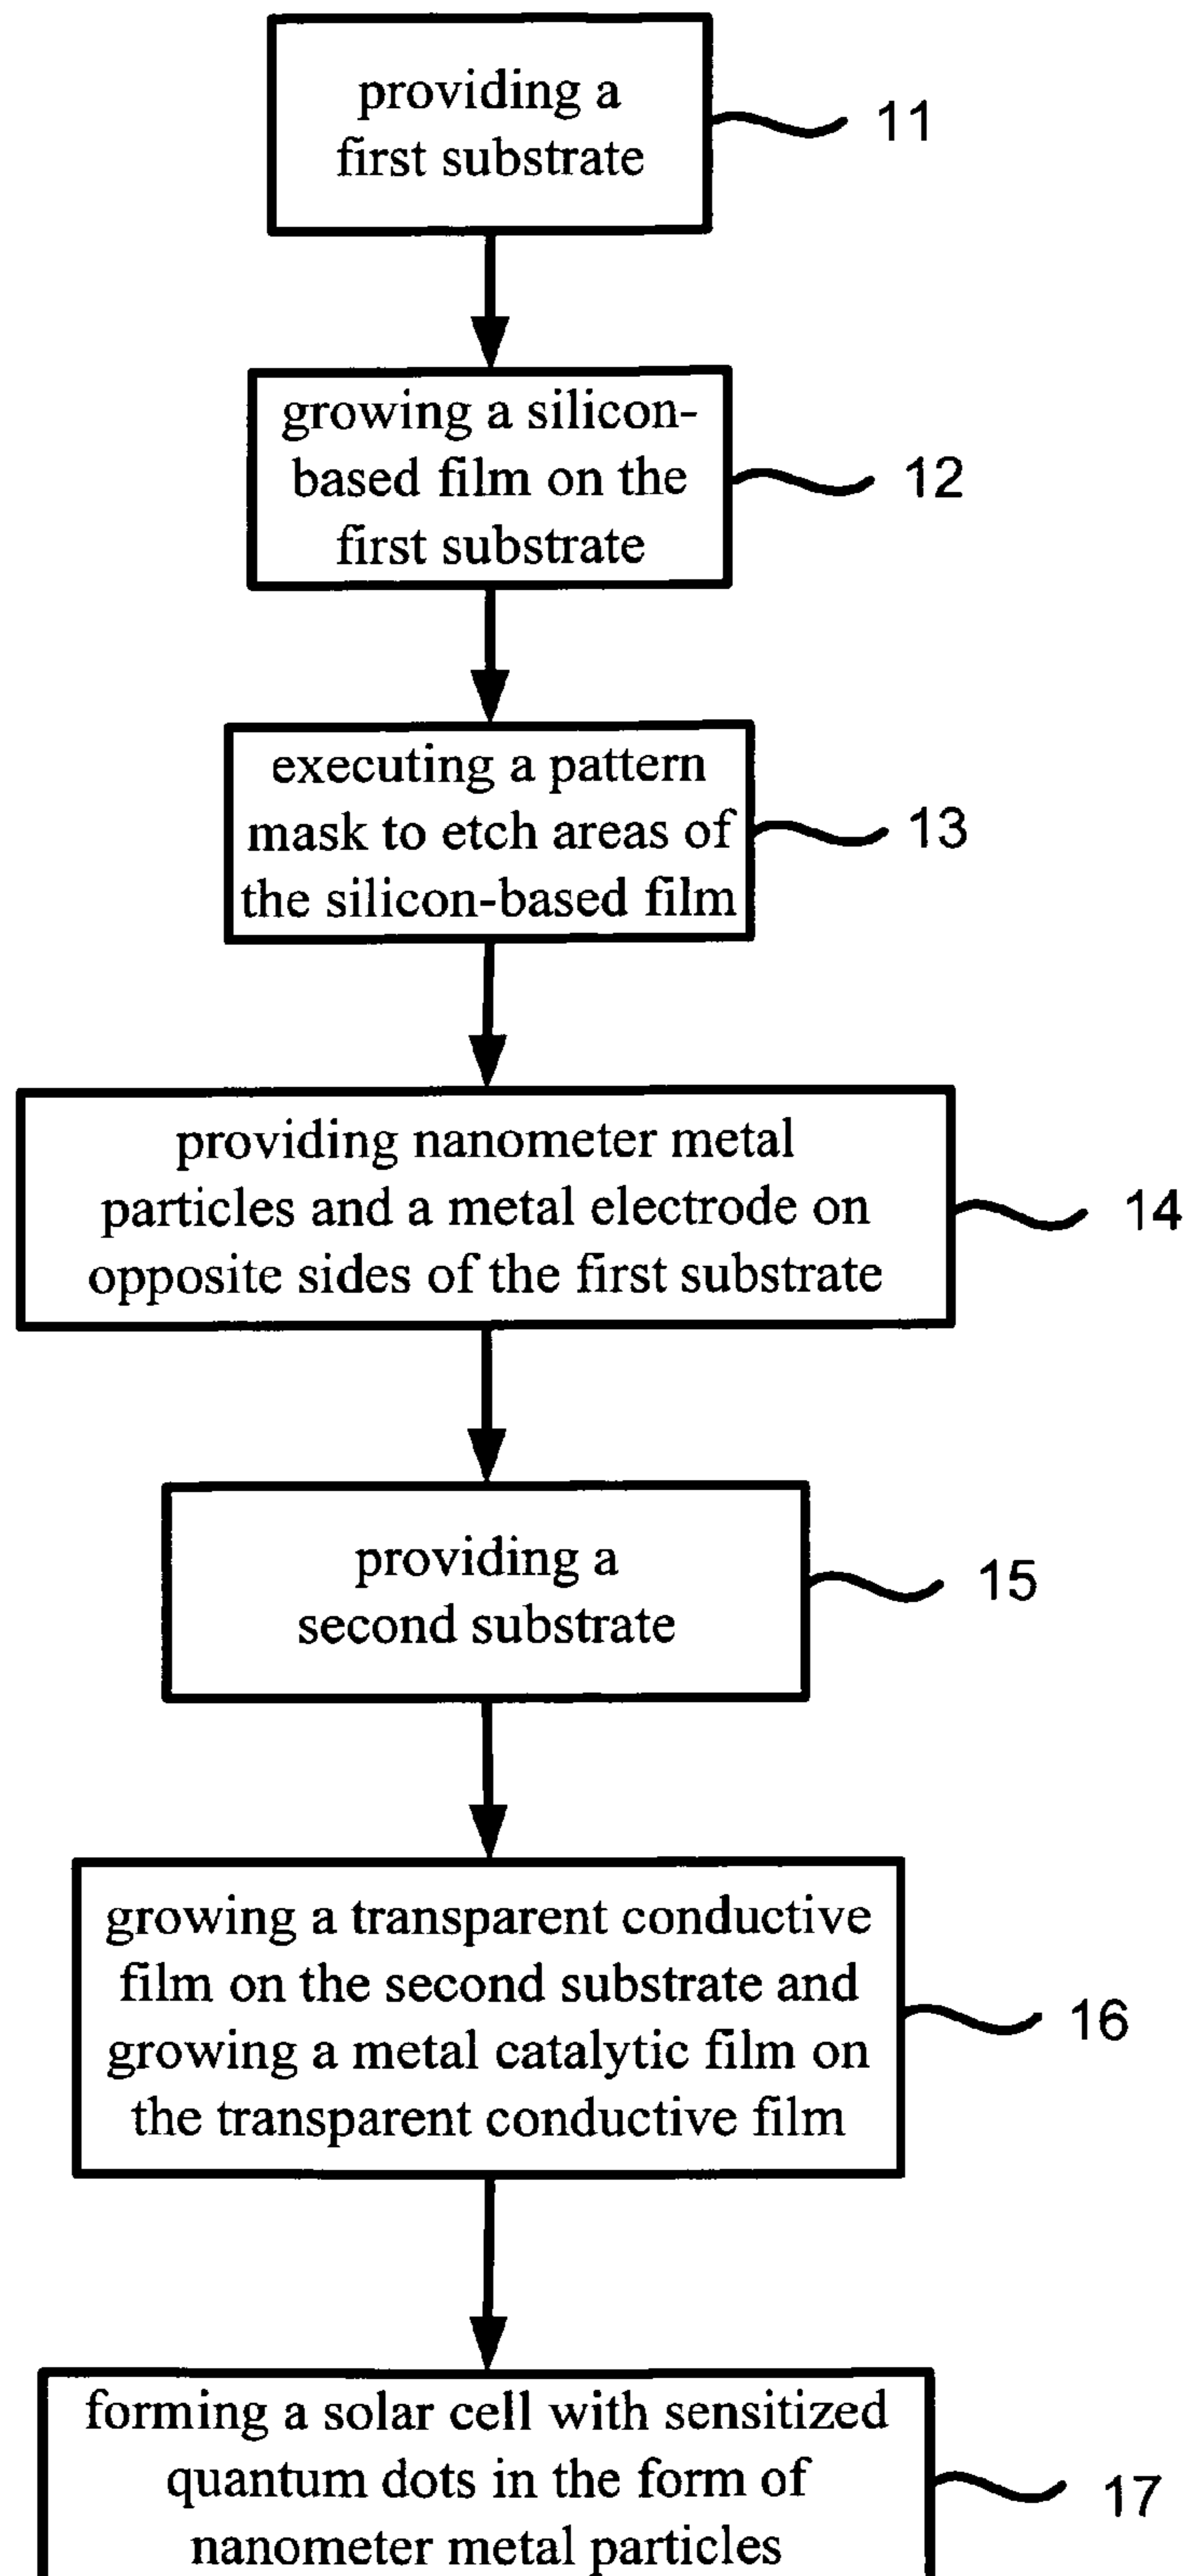 providing a
first substrate
11
growing a silicon-
based film on the
first substrate
12
executing a pattern
mask to etch areas of
the silicon-based film
13
providing nanometer metal
particles and a metal electrode on
opposite sides of the first substrate
14
providing a
second substrate
15
growing a transparent conductive
film on the second substrate and
growing a metal catalytic film on
the transparent conductive film
16
forming a solar cell with sensitized
quantum dots in the form of
nanometer metal particles
17